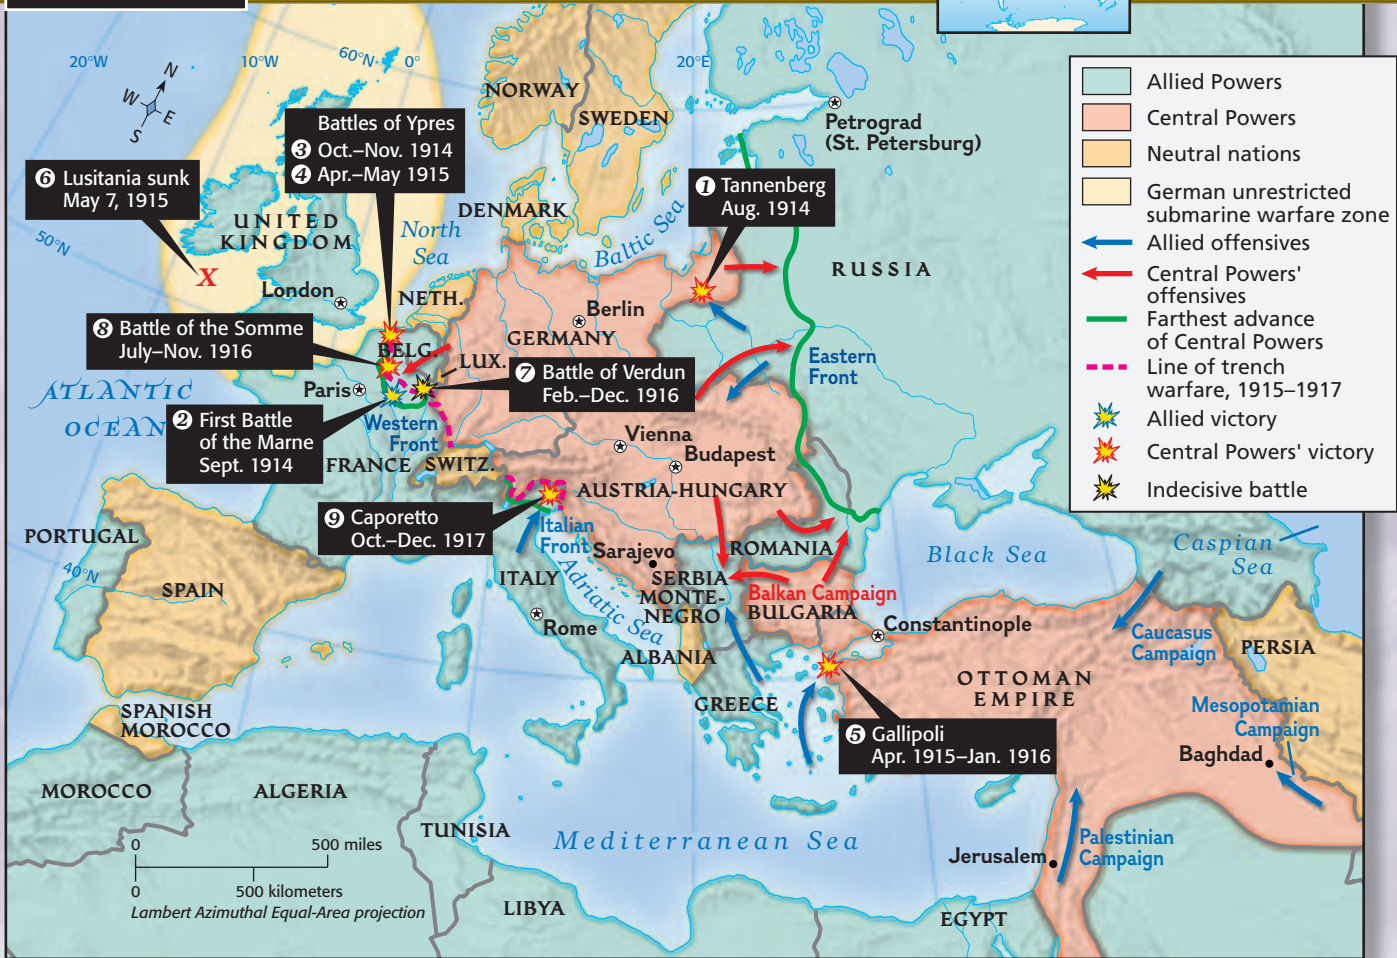 20°W
10°W
60°N
0°
20°E
N
W
E
S
50°N
40°N
NORWAY
SWEDEN
Petrograd
(St. Petersburg)
Battles of Ypres
3 Oct.–Nov. 1914
4 Apr.–May 1915
6 Lusitania sunk
May 7, 1915
X
1 Tannenberg
Aug. 1914
UNITED
KINGDOM
DENMARK
North
Sea
Baltic Sea
RUSSIA
London
NETH.
Berlin
GERMANY
8 Battle of the Somme
July–Nov. 1916
BELG.
LUX.
7 Battle of Verdun
Feb.–Dec. 1916
Eastern
Front
Paris
ATLANTIC
OCEAN
2 First Battle
of the Marne
Sept. 1914
Western
Front
FRANCE
SWITZ.
Vienna
Budapest
AUSTRIA-HUNGARY
9 Caporetto
Oct.–Dec. 1917
Italian
Front
Sarajevo
ROMANIA
Black Sea
Caspian
Sea
PORTUGAL
SPAIN
ITALY
Adriatic Sea
SERBIA
MONTE-
NEGRO
Balkan Campaign
BULGARIA
Rome
Constantinople
Caucasus
Campaign
PERSIA
ALBANIA
GREECE
OTTOMAN
EMPIRE
SPANISH
MOROCCO
5 Gallipoli
Apr. 1915–Jan. 1916
Mesopotamian
Campaign
Baghdad
MOROCCO
ALGERIA
TUNISIA
Mediterranean Sea
Jerusalem
Palestinian
Campaign
LIBYA
EGYPT
0 500 miles
0 500 kilometers
Lambert Azimuthal Equal-Area projection
Allied Powers
Central Powers
Neutral nations
German unrestricted
submarine warfare zone
Allied offensives
Central Powers'
offensives
Farthest advance
of Central Powers
Line of trench
warfare, 1915–1917
Allied victory
Central Powers' victory
Indecisive battle